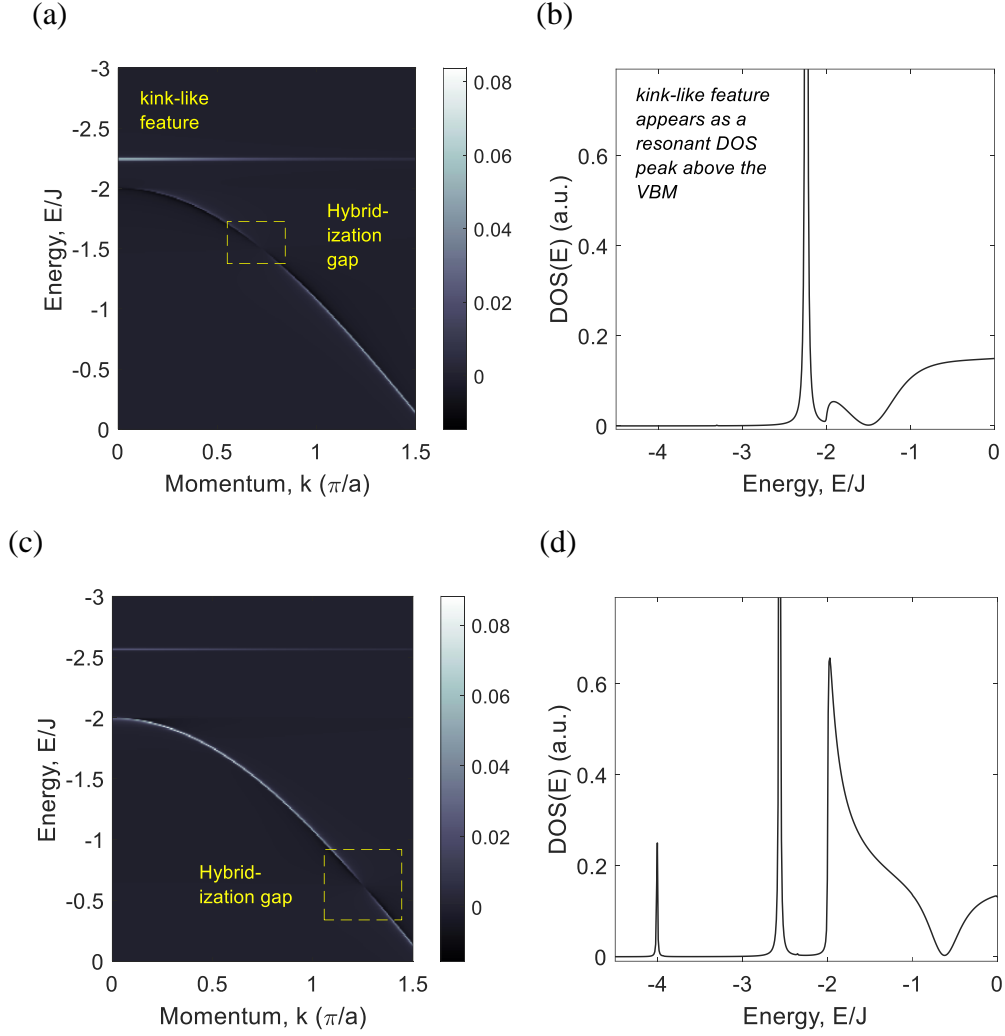 (a)
(b)
-3
-2.5
-2
-1.5
-1
-0.5
0
0
0.5
1
1.5
Energy, E/J
Momentum, k (π/a)
kink-like
feature
Hybrid-
ization
gap
0.08
0.06
0.04
0.02
0
kink-like feature
appears as a
resonant DOS
peak above the
VBM
DOS(E) (a.u.)
0.6
0.4
0.2
0
-4
-3
-2
-1
0
Energy, E/J
(c)
(d)
-3
-2.5
-2
-1.5
-1
-0.5
0
0
0.5
1
1.5
Energy, E/J
Momentum, k (π/a)
Hybrid-
ization gap
0.08
0.06
0.04
0.02
0
DOS(E) (a.u.)
0.6
0.4
0.2
0
-4
-3
-2
-1
0
Energy, E/J